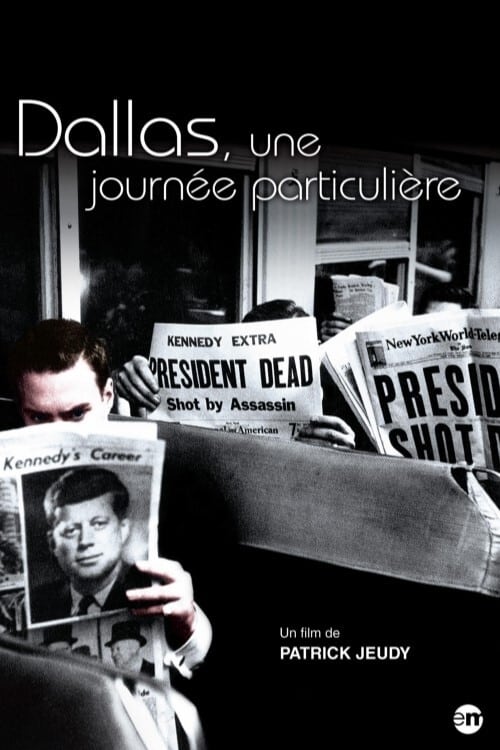 Dallas, une
journée particulière
KENNEDY EXTRA
PRESIDENT DEAD
Shot by Assassin
American
New York World-Teleg
PRESID
SHOT
Kennedy's Career
Un film de
PATRICK JEUDY
em